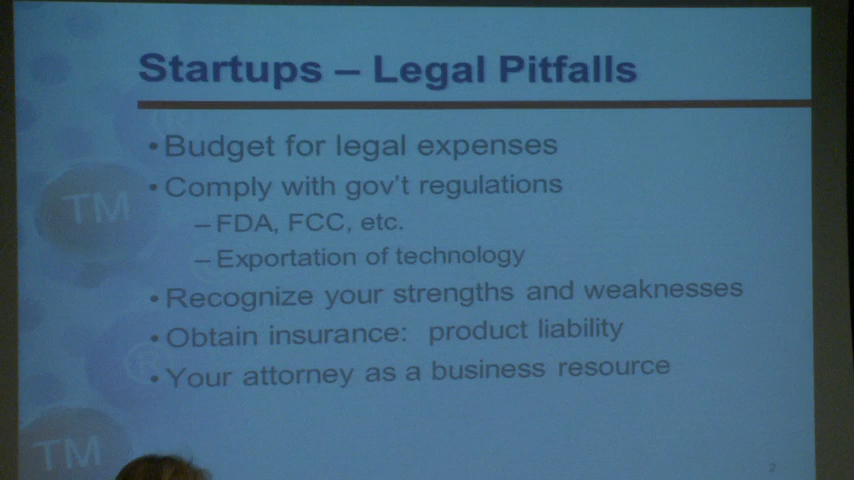 Startups – Legal Pitfalls
• Budget for legal expenses
• Comply with gov't regulations
– FDA, FCC, etc.
– Exportation of technology
• Recognize your strengths and weaknesses
• Obtain insurance: product liability
• Your attorney as a business resource
TM
®
®
TM
2